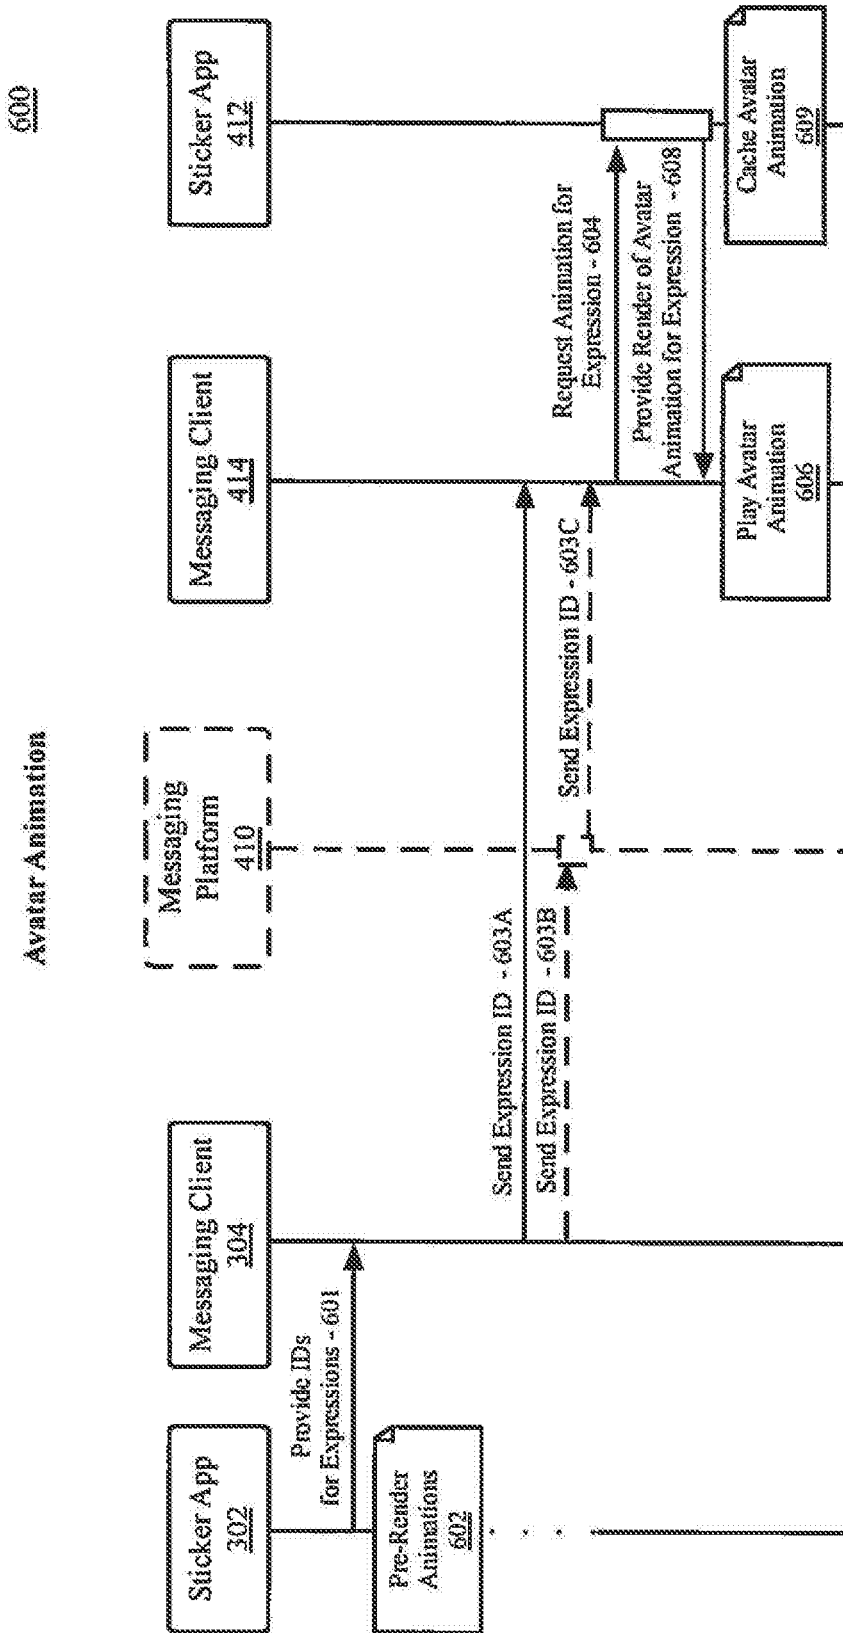 600
Avatar Animation
Sticker App
302
Messaging Client
304
Messaging
Platform
410
Messaging Client
414
Sticker App
412
Provide IDs
for Expressions - 601
Pre-Render
Animations
602
Send Expression ID - 603A
Send Expression ID - 603B
Send Expression ID - 603C
Request Animation for
Expression - 604
Provide Render of Avatar
Animation for Expression - 608
Play Avatar
Animation
606
Cache Avatar
Animation
609